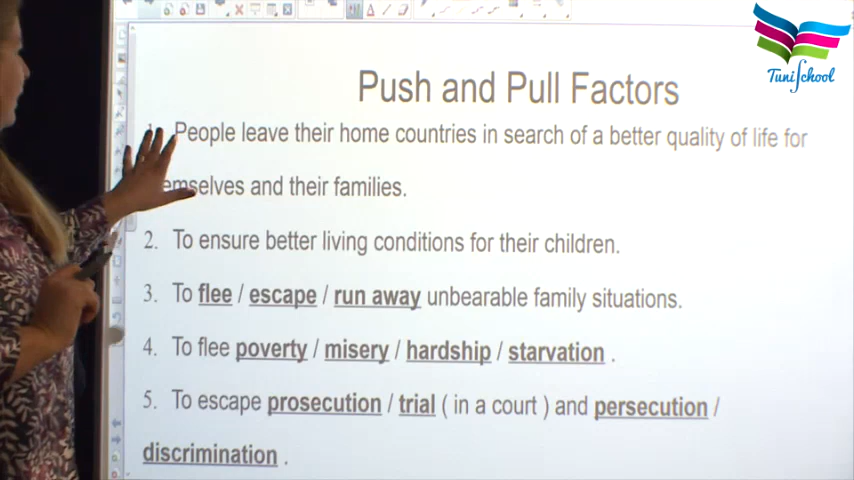 TuniSchool
Push and Pull Factors
People leave their home countries in search of a better quality of life for
and their families.
2. To ensure better living conditions for their children.
3. To flee / escape / run away unbearable family situations.
4. To flee poverty / misery / hardship / starvation .
5. To escape prosecution / trial ( in a court ) and persecution /
discrimination .